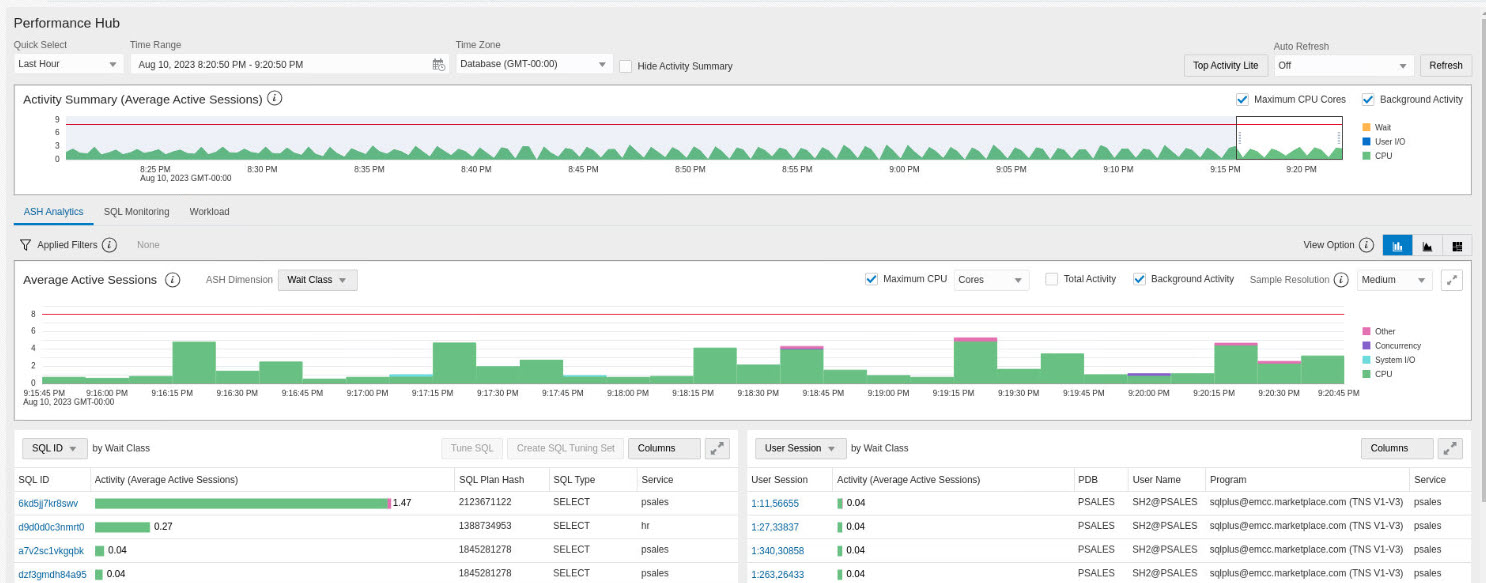 Performance Hub
Quick Select
Time Range
Time Zone
Auto Refresh
Last Hour
Aug 10, 2023 8:20:50 PM - 9:20:50 PM
Database (GMT-00:00)
Hide Activity Summary
Top Activity Lite
Off
Refresh
Activity Summary (Average Active Sessions) i
Maximum CPU Cores
Background Activity
9
6
3
0
Wait
User I/O
CPU
8:25 PM 8:30 PM 8:35 PM 8:40 PM 8:45 PM 8:50 PM 8:55 PM 9:00 PM 9:05 PM 9:10 PM 9:15 PM 9:20 PM
Aug 10, 2023 GMT-00:00
ASH Analytics SQL Monitoring Workload
Applied Filters i None
View Option i
Average Active Sessions i
ASH Dimension Wait Class
Maximum CPU Cores
Total Activity
Background Activity
Sample Resolution i Medium
8
6
4
2
0
Other
Concurrency
System I/O
CPU
9:15:45 PM 9:16:00 PM 9:16:15 PM 9:16:30 PM 9:16:45 PM 9:17:00 PM 9:17:15 PM 9:17:30 PM 9:17:45 PM 9:18:00 PM 9:18:15 PM 9:18:30 PM 9:18:45 PM 9:19:00 PM 9:19:15 PM 9:19:30 PM 9:19:45 PM 9:20:00 PM 9:20:15 PM 9:20:30 PM 9:20:45 PM
Aug 10, 2023 GMT-00:00
SQL ID by Wait Class Tune SQL Create SQL Tuning Set Columns
SQL ID Activity (Average Active Sessions) SQL Plan Hash SQL Type Service
6kd5jj7kr8swv 1.47 2123671122 SELECT psales
d9d0d0c3nmrt0 0.27 1388734953 SELECT hr
a7v2sc1vkgqbk 0.04 1845281278 SELECT psales
dzf3gmdh84a95 0.04 1845281278 SELECT psales
User Session by Wait Class Columns
User Session Activity (Average Active Sessions) PDB User Name Program Service
1:11,56655 0.04 PSALES SH2@PSALES sqlplus@emcc.marketplace.com (TNS V1-V3) psales
1:27,33837 0.04 PSALES SH2@PSALES sqlplus@emcc.marketplace.com (TNS V1-V3) psales
1:340,30858 0.04 PSALES SH2@PSALES sqlplus@emcc.marketplace.com (TNS V1-V3) psales
1:263,26433 0.04 PSALES SH2@PSALES sqlplus@emcc.marketplace.com (TNS V1-V3) psales